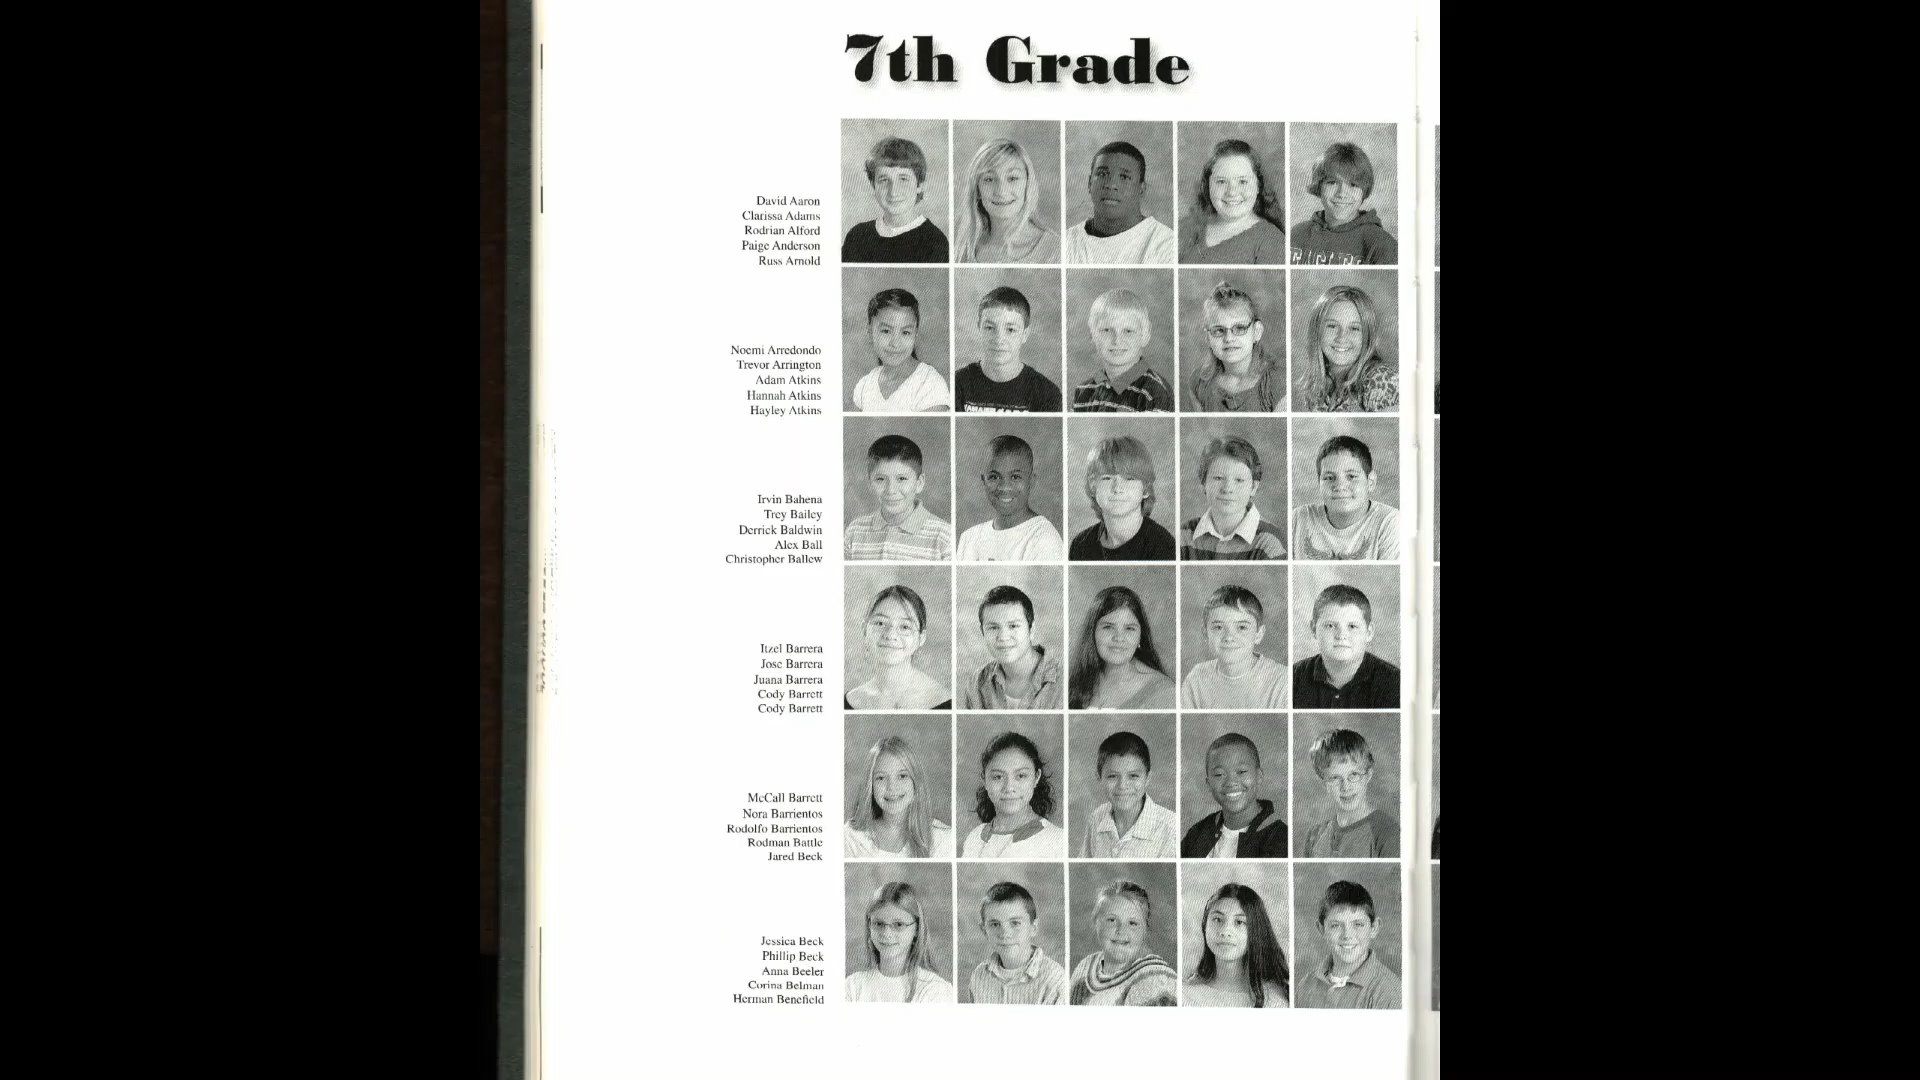 7th Grade
David Aaron
Clarissa Adams
Rodrian Alford
Paige Anderson
Russ Arnold
Noemi Arredondo
Trevor Arrington
Adam Atkins
Hannah Atkins
Hayley Atkins
Irvin Bahena
Trey Bailey
Derrick Baldwin
Alex Ball
Christopher Ballew
Itzel Barrera
Jose Barrera
Juana Barrera
Cody Barrett
Cody Barrett
McCall Barrett
Nora Barrientos
Rodolfo Barrientos
Rodman Battle
Jared Beck
Jessica Beck
Phillip Beck
Anna Beeler
Corina Belman
Herman Benefield